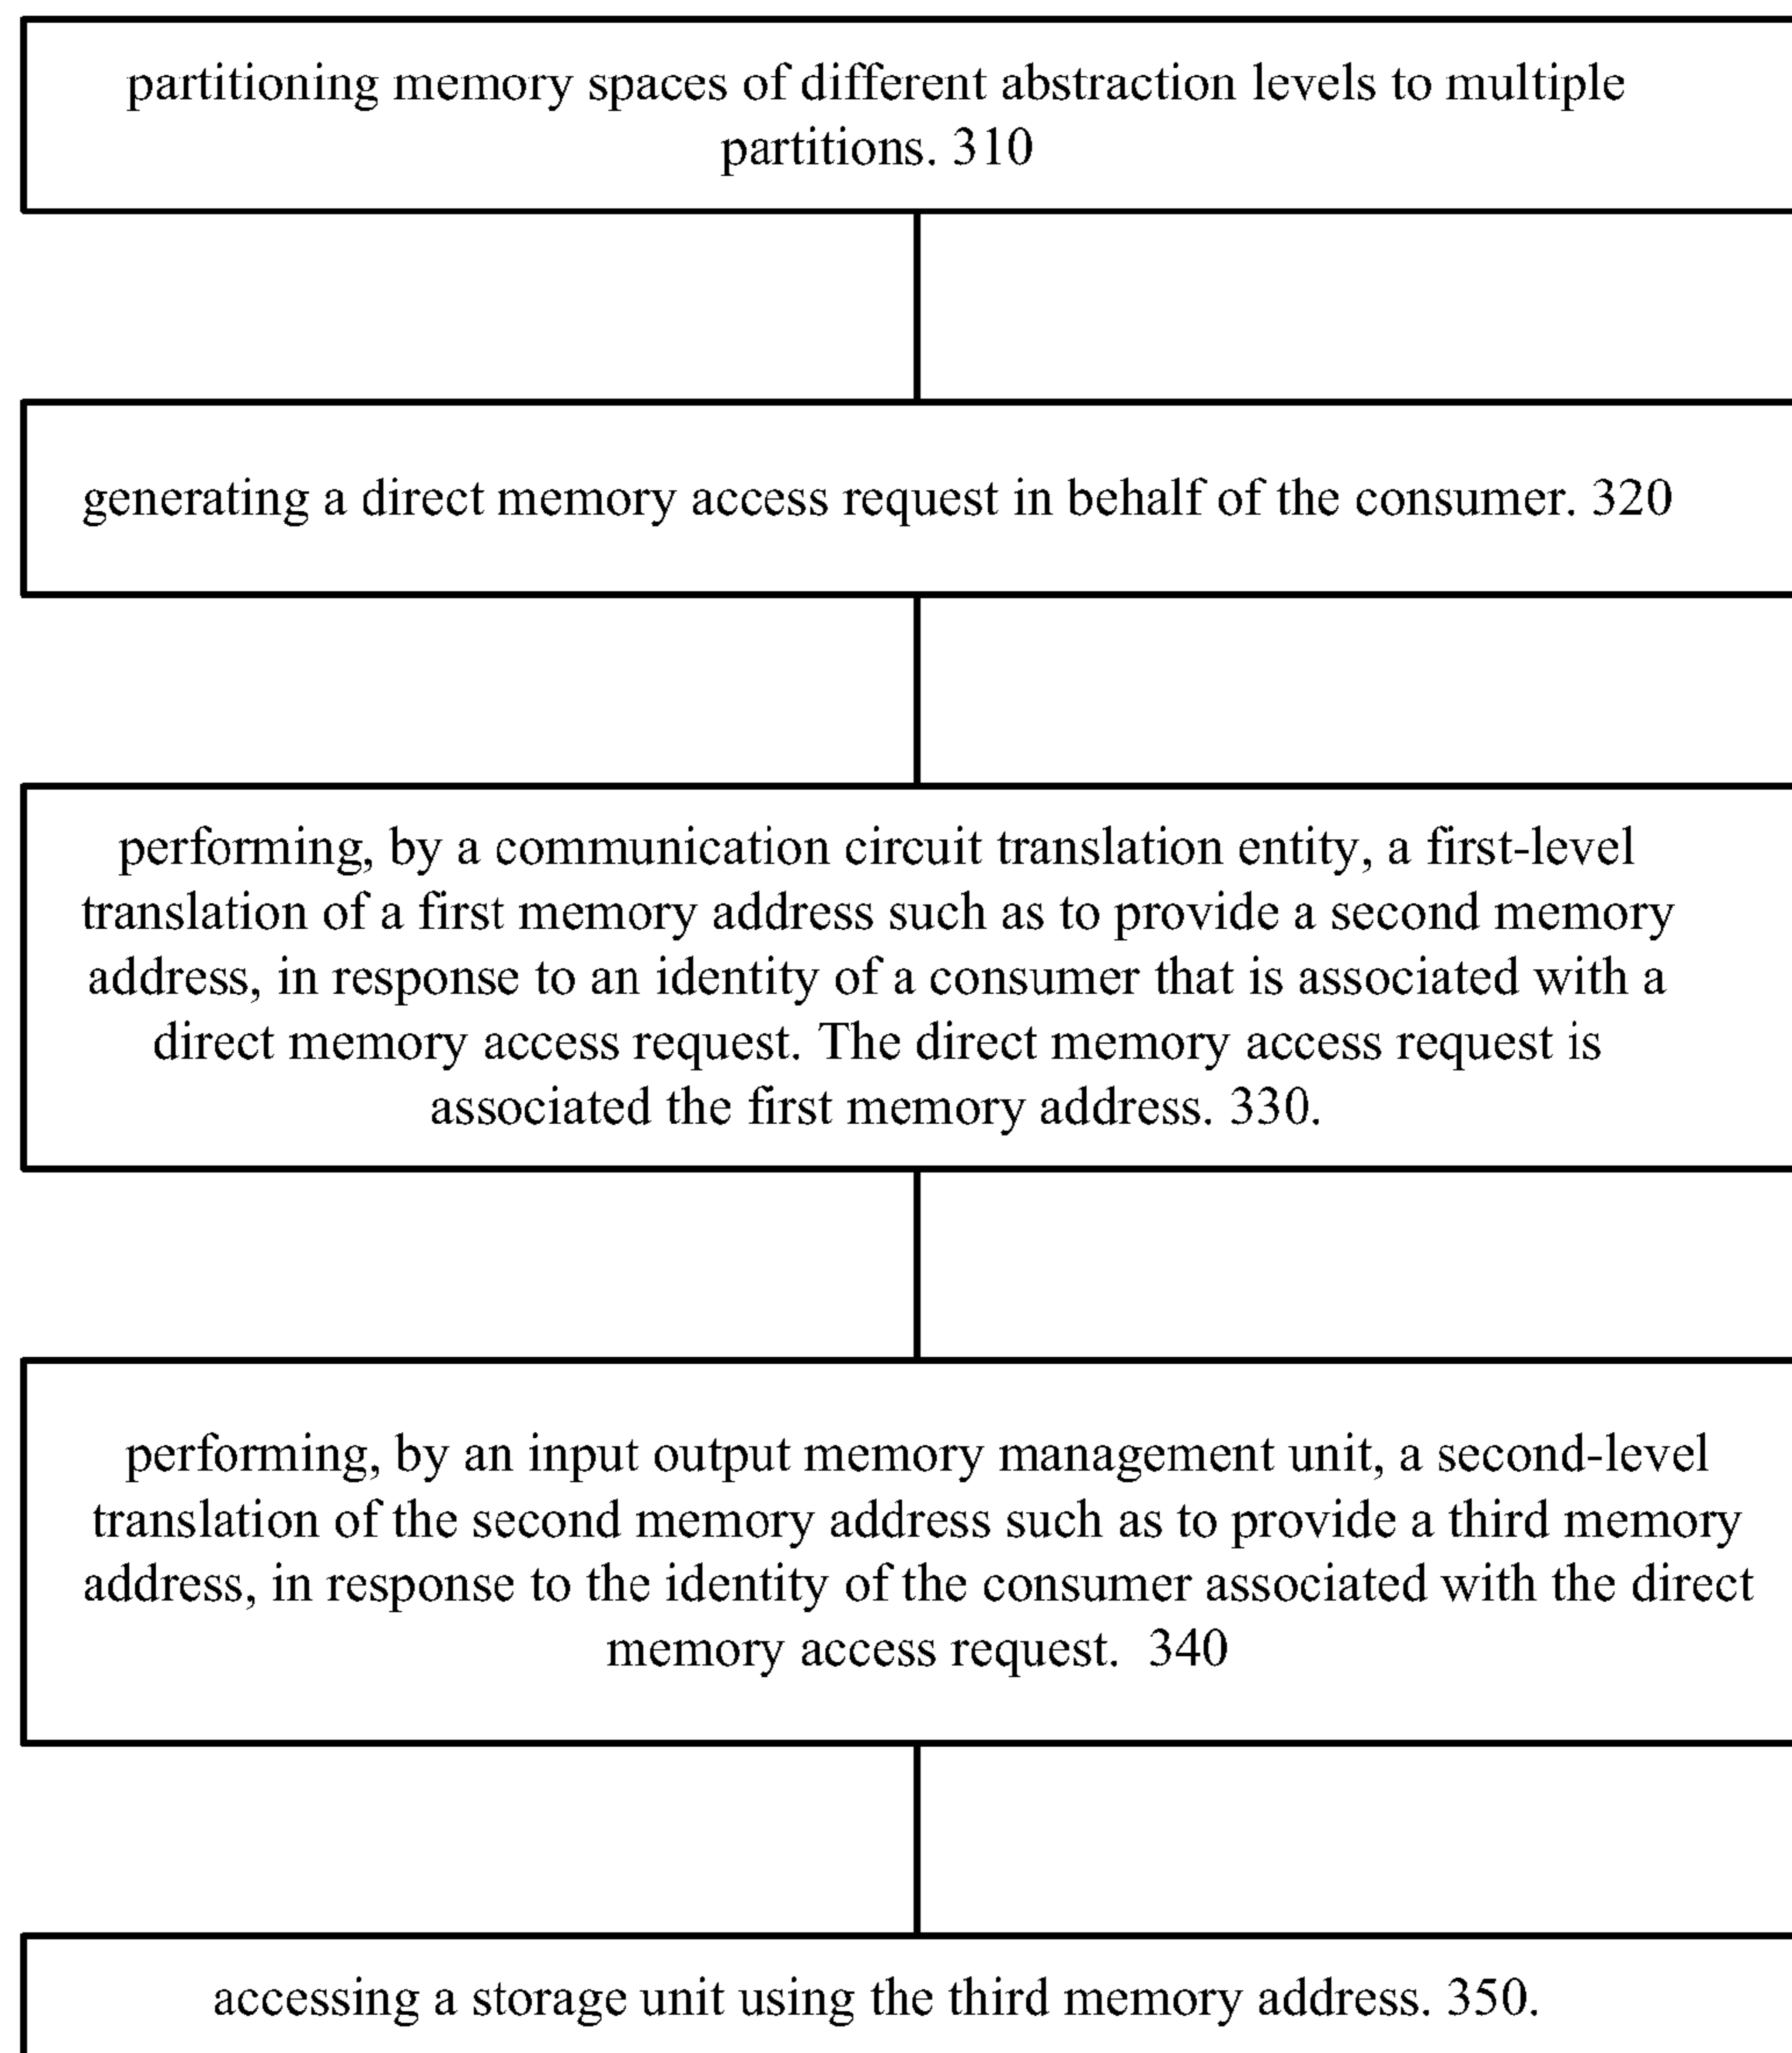 partitioning memory spaces of different abstraction levels to multiple
partitions. 310
generating a direct memory access request in behalf of the consumer. 320
performing, by a communication circuit translation entity, a first-level
translation of a first memory address such as to provide a second memory
address, in response to an identity of a consumer that is associated with a
direct memory access request. The direct memory access request is
associated the first memory address. 330.
performing, by an input output memory management unit, a second-level
translation of the second memory address such as to provide a third memory
address, in response to the identity of the consumer associated with the direct
memory access request.  340
accessing a storage unit using the third memory address. 350.